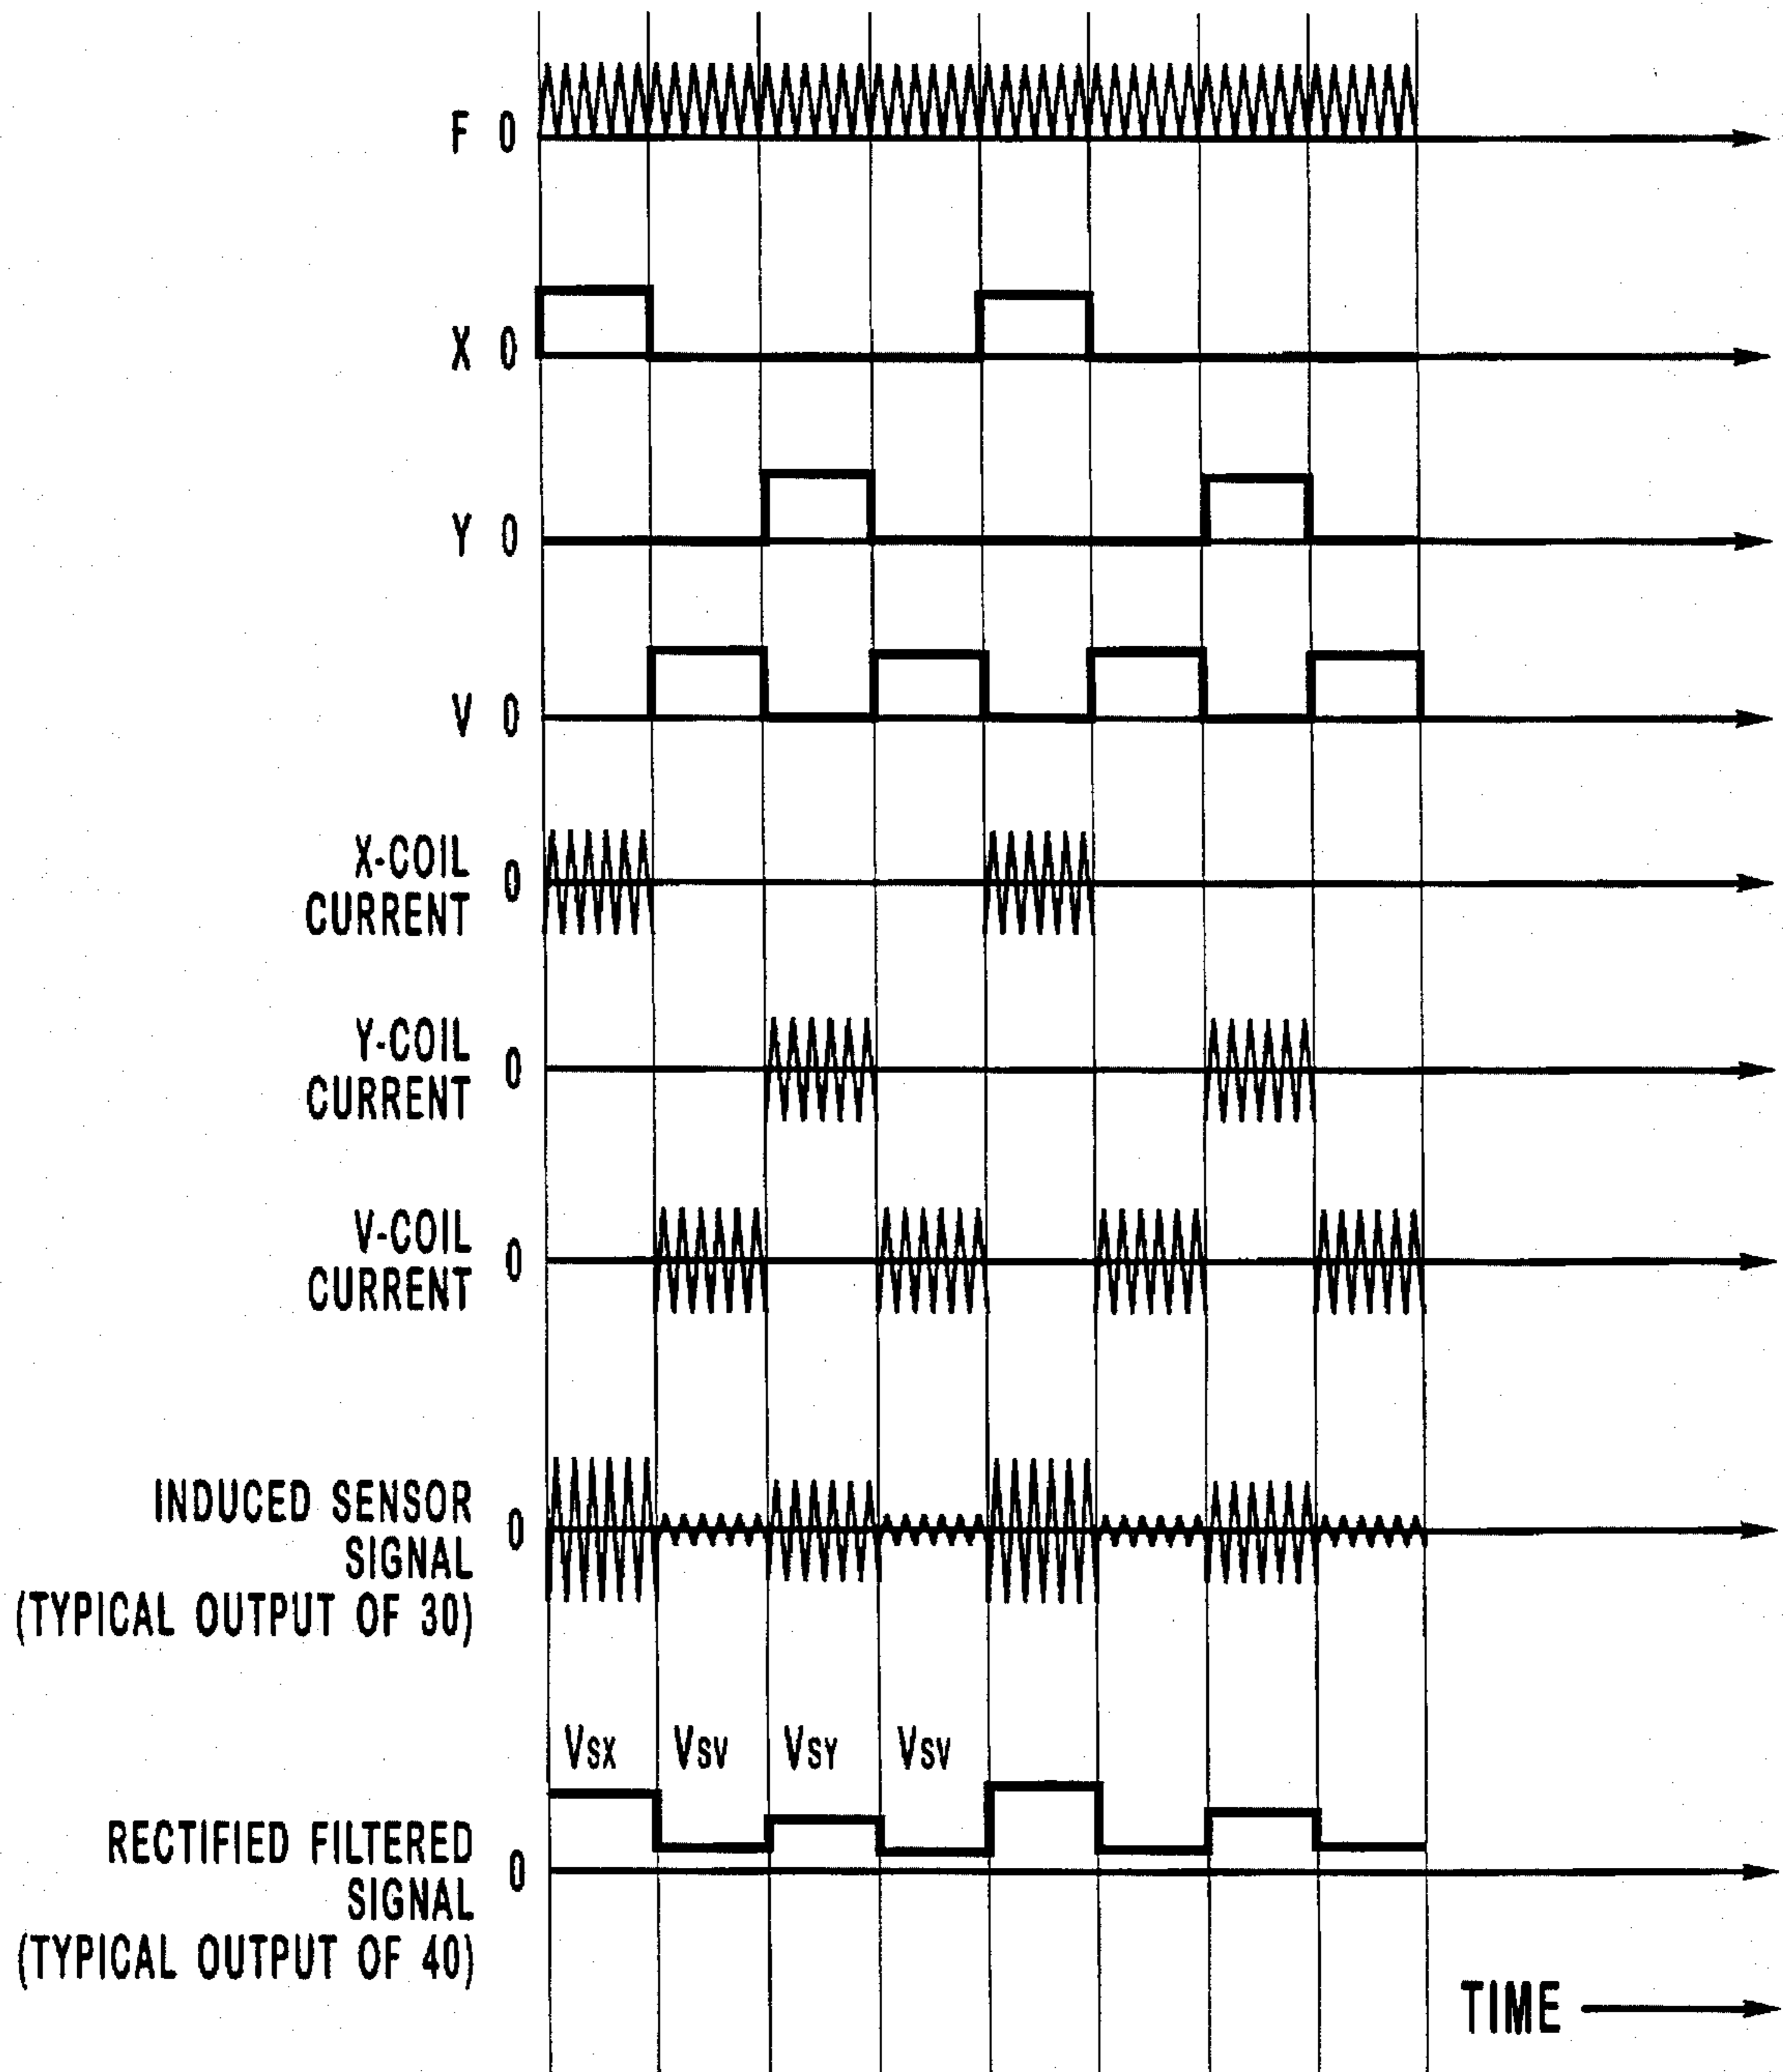 F 0
X 0
Y 0
V 0
X-COIL
CURRENT 0
Y-COIL
CURRENT 0
V-COIL
CURRENT 0
INDUCED SENSOR
SIGNAL
(TYPICAL OUTPUT OF 30) 0
VSX VSV VSY VSV
RECTIFIED FILTERED
SIGNAL
(TYPICAL OUTPUT OF 40) 0
TIME